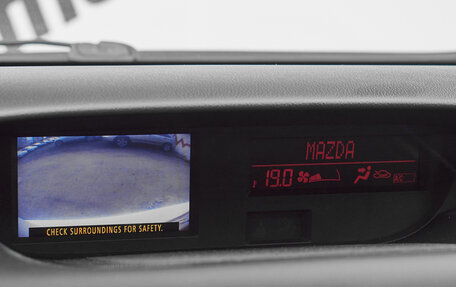 MAZDA
19.0 A/C
CHECK SURROUNDINGS FOR SAFETY.